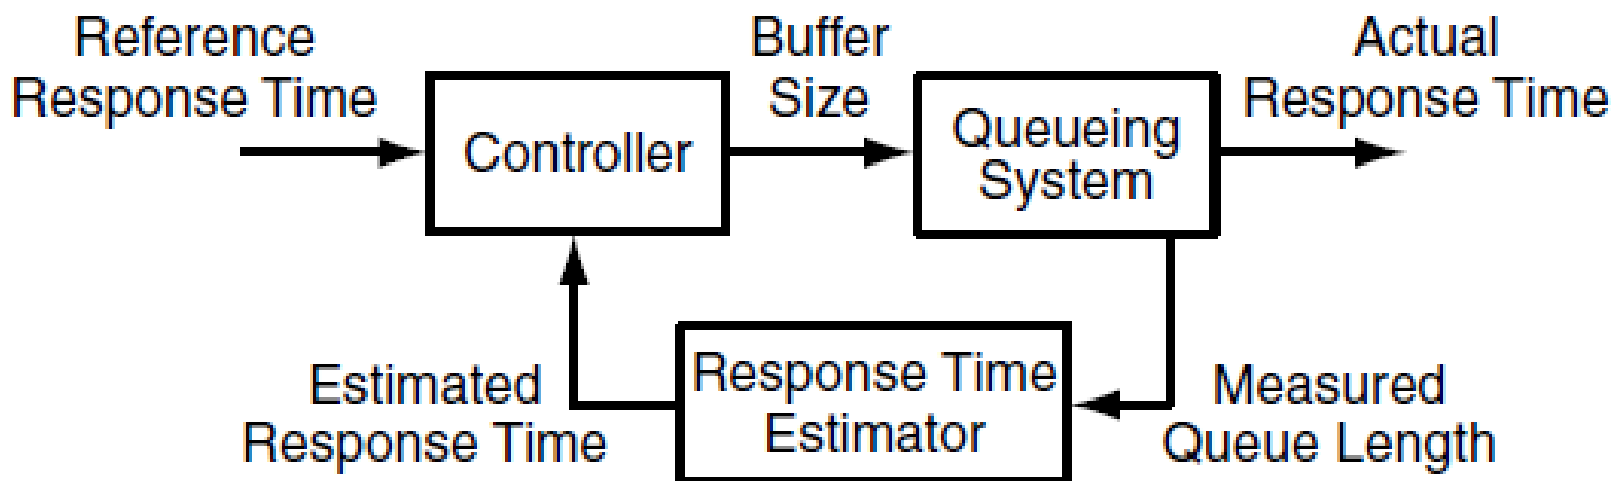 Reference
Response Time
Controller
Buffer
Size
Queueing
System
Actual
Response Time
Estimated
Response Time
Response Time
Estimator
Measured
Queue Length